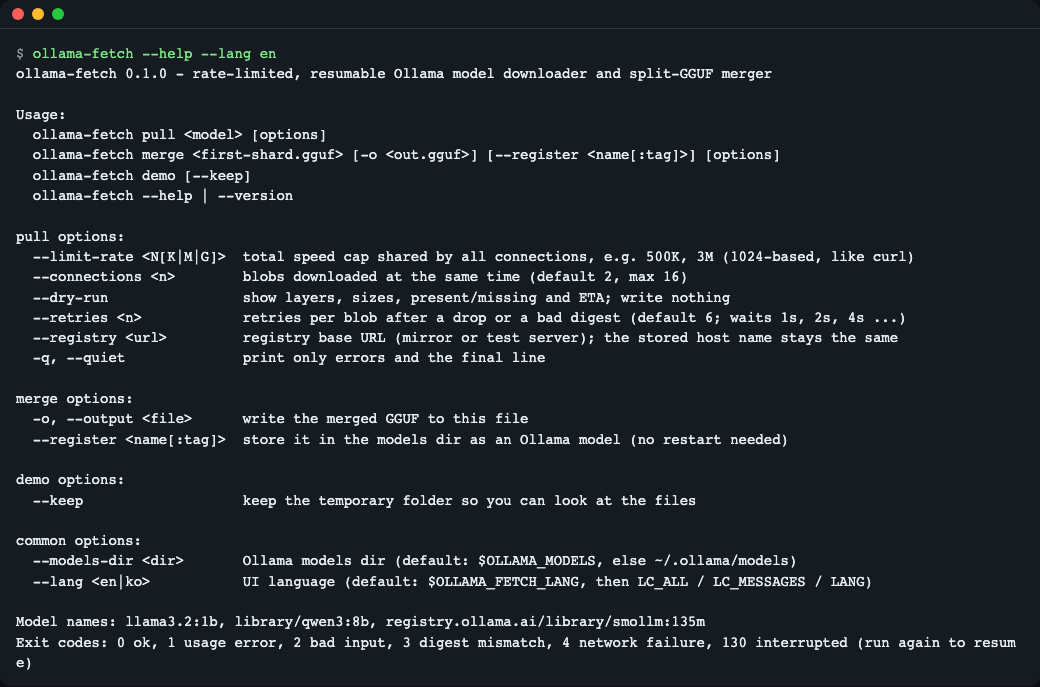 $ ollama-fetch --help --lang en
ollama-fetch 0.1.0 - rate-limited, resumable Ollama model downloader and split-GGUF merger
Usage:
  ollama-fetch pull <model> [options]
  ollama-fetch merge <first-shard.gguf> [-o <out.gguf>] [--register <name[:tag]>] [options]
  ollama-fetch demo [--keep]
  ollama-fetch --help | --version
pull options:
  --limit-rate <N[K|M|G]>  total speed cap shared by all connections, e.g. 500K, 3M (1024-based, like curl)
  --connections <n>        blobs downloaded at the same time (default 2, max 16)
  --dry-run                show layers, sizes, present/missing and ETA; write nothing
  --retries <n>            retries per blob after a drop or a bad digest (default 6; waits 1s, 2s, 4s ...)
  --registry <url>         registry base URL (mirror or test server); the stored host name stays the same
  -q, --quiet              print only errors and the final line
merge options:
  -o, --output <file>      write the merged GGUF to this file
  --register <name[:tag]>  store it in the models dir as an Ollama model (no restart needed)
demo options:
  --keep                   keep the temporary folder so you can look at the files
common options:
  --models-dir <dir>       Ollama models dir (default: $OLLAMA_MODELS, else ~/.ollama/models)
  --lang <en|ko>           UI language (default: $OLLAMA_FETCH_LANG, then LC_ALL / LC_MESSAGES / LANG)
Model names: llama3.2:1b, library/qwen3:8b, registry.ollama.ai/library/smollm:135m
Exit codes: 0 ok, 1 usage error, 2 bad input, 3 digest mismatch, 4 network failure, 130 interrupted (run again to resum
e)